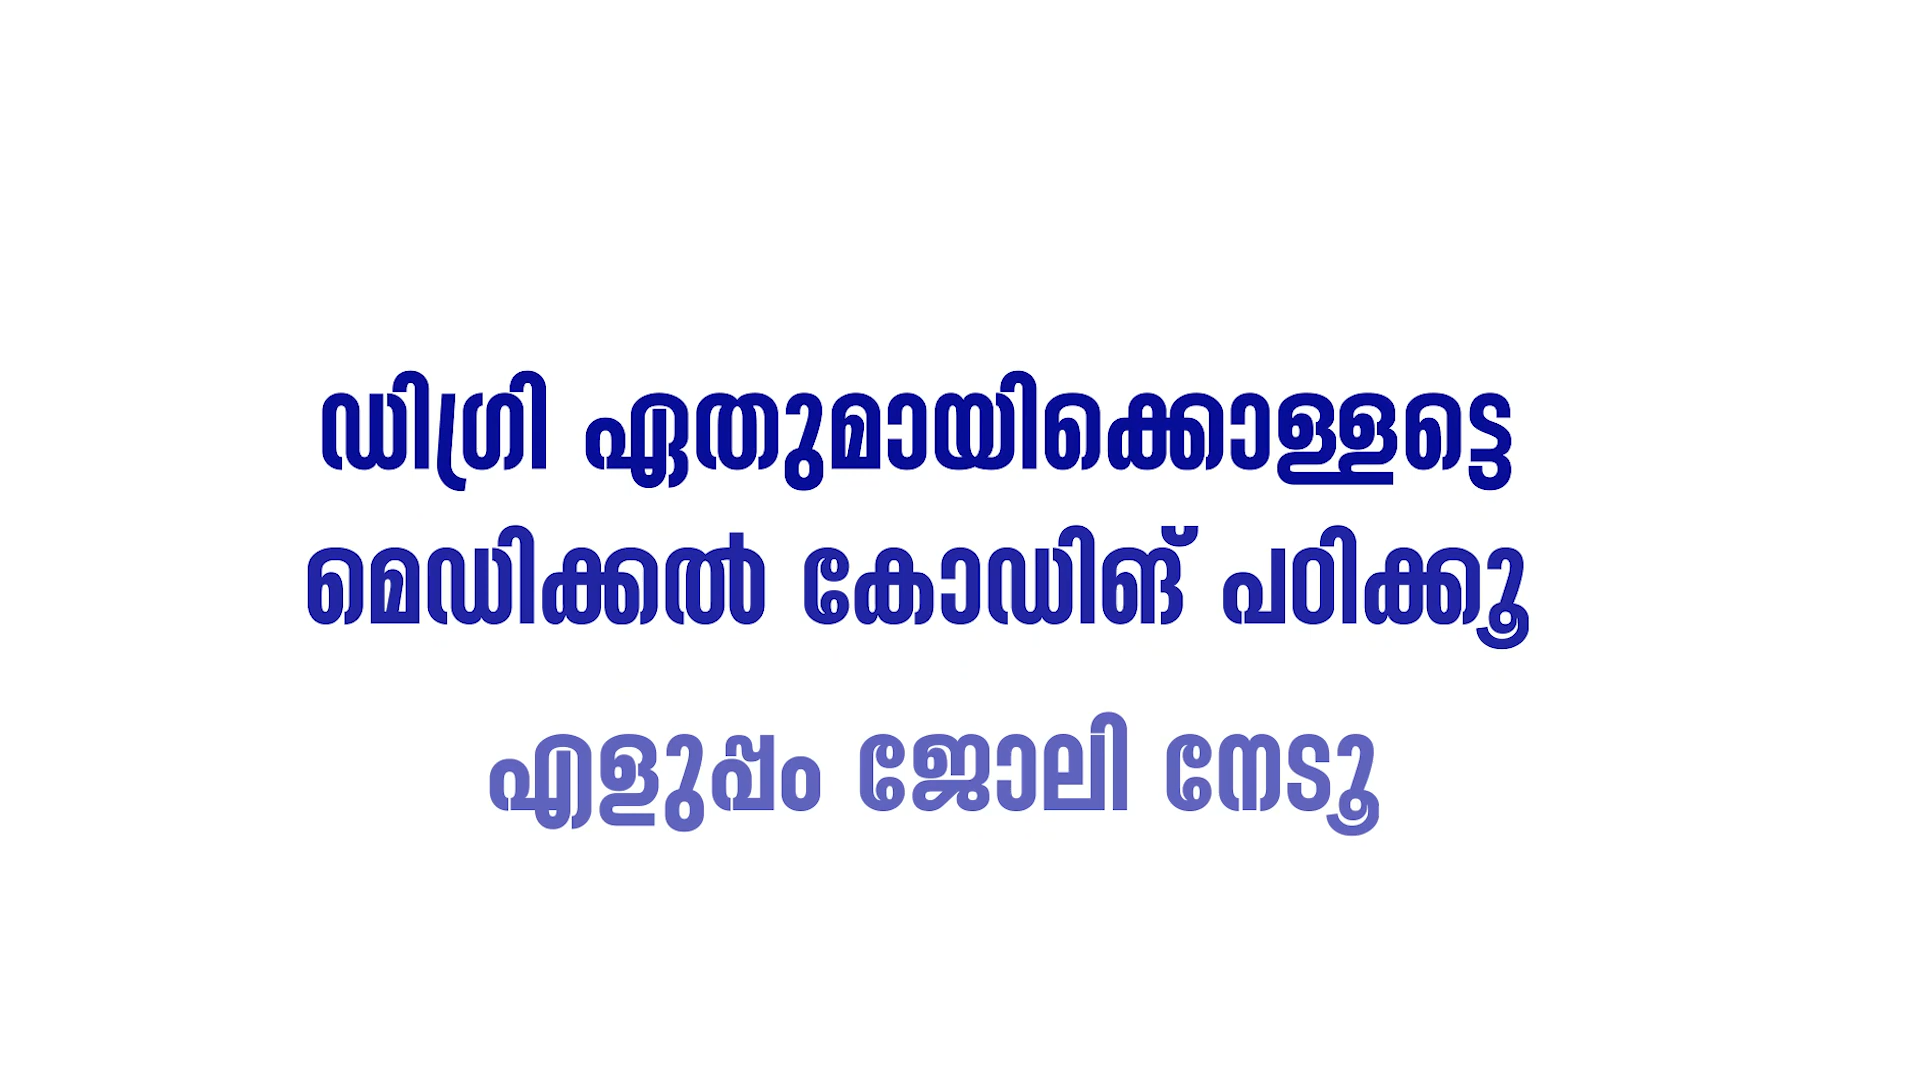 ഡിഗ്രി ഏതുമായിക്കൊള്ളട്ടെ
മെഡിക്കൽ കോഡിങ് പഠിക്കൂ
എളുപ്പം ജോലി നേടൂ